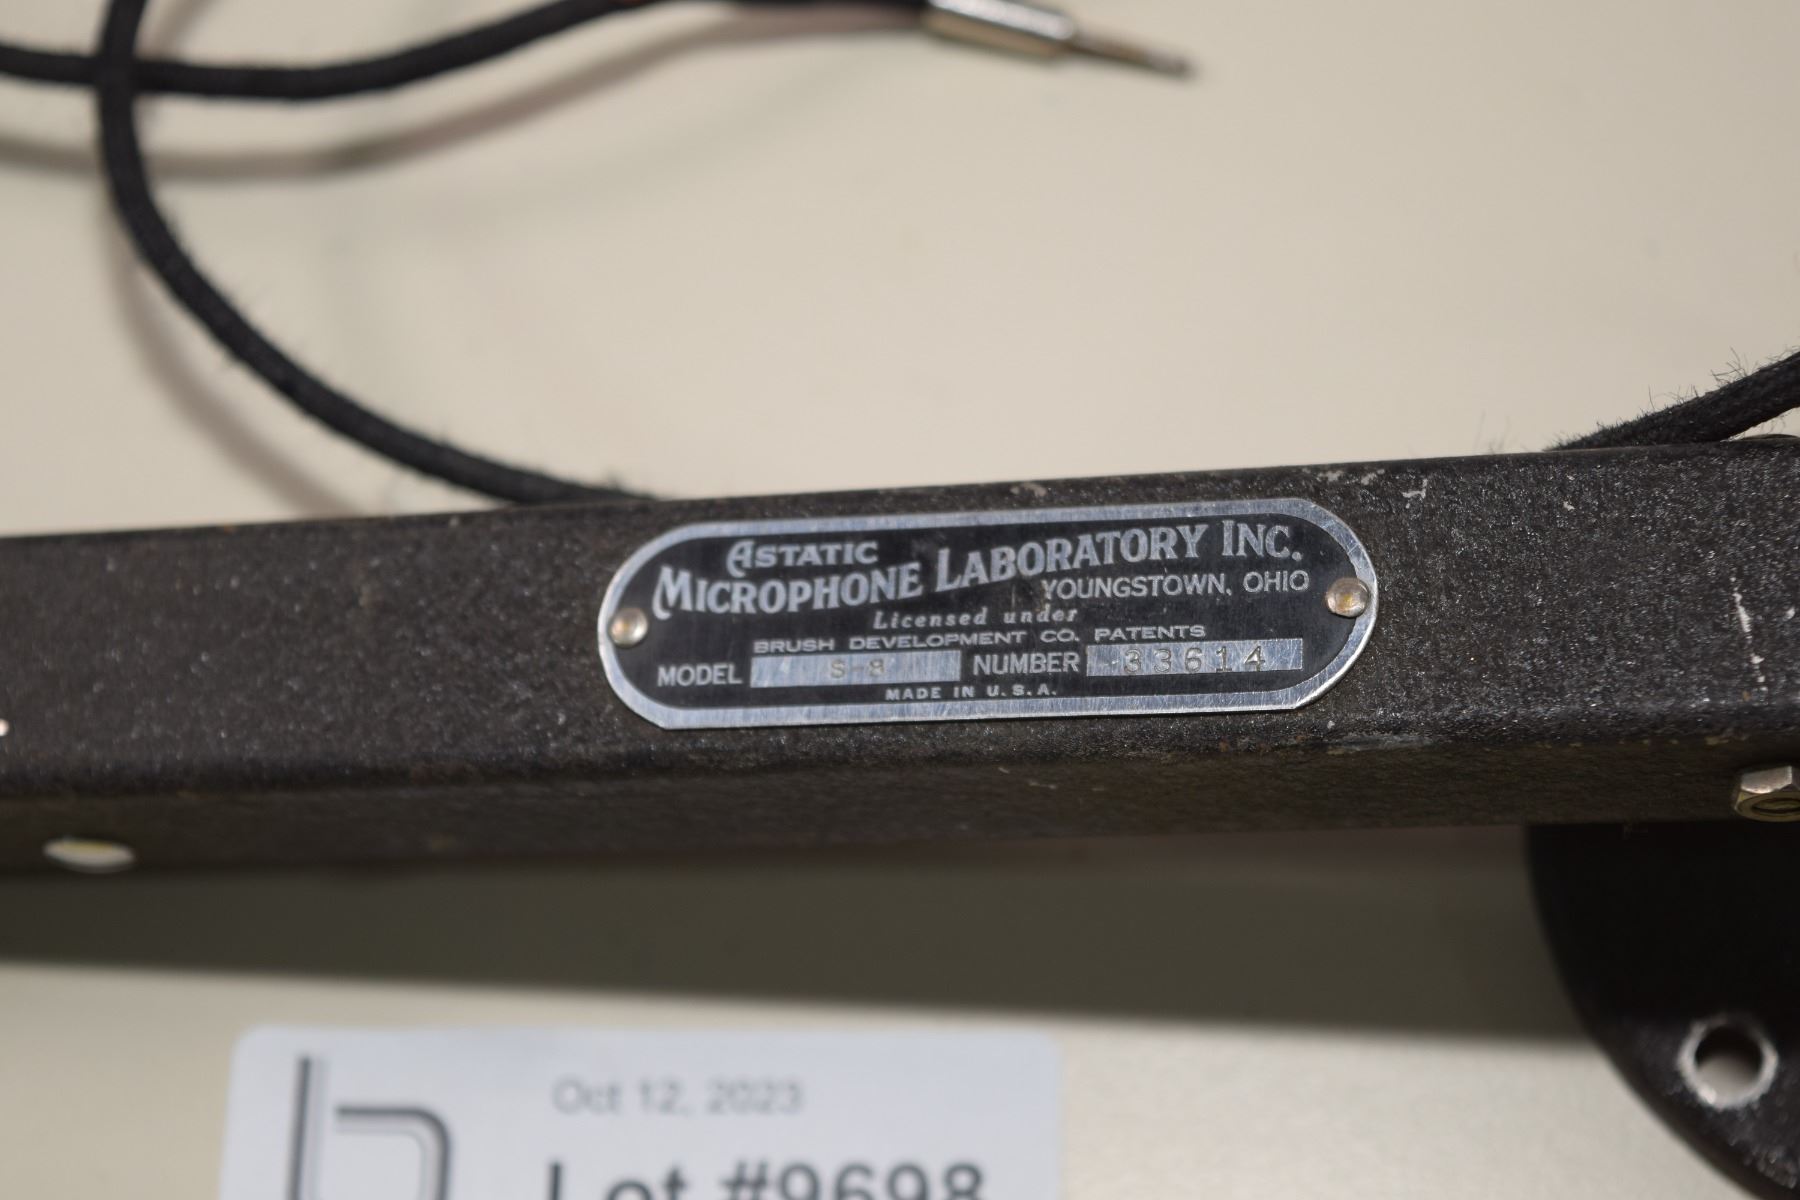 ASTATIC
MICROPHONE LABORATORY INC.
YOUNGSTOWN, OHIO
Licensed under
BRUSH DEVELOPMENT CO. PATENTS
MODEL S-8 NUMBER 33614
MADE IN U.S.A.
Oct 12, 2023
Lot #9698